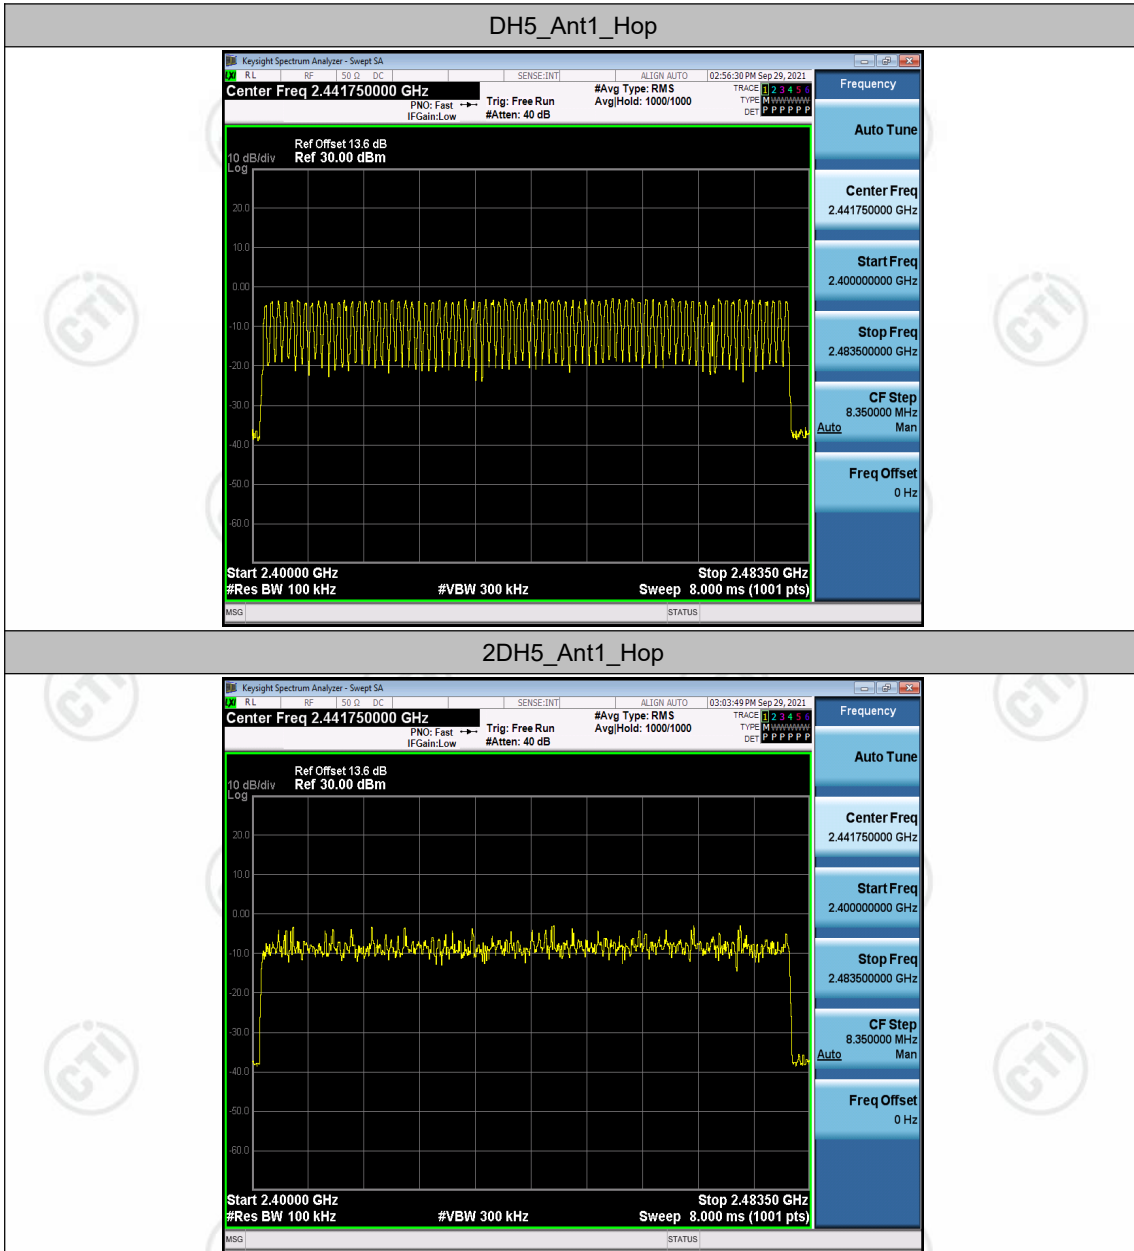 DH5_Ant1_Hop
Keysight Spectrum Analyzer - Swept SA
RL RF 50 Ω DC SENSE:INT ALIGN AUTO 02:56:30 PM Sep 29, 2021
Center Freq 2.441750000 GHz
#Avg Type: RMS
TRACE 1 2 3 4 5 6
PNO: Fast
Trig: Free Run
Avg|Hold: 1000/1000
TYPE M WWWWW
IFGain:Low
#Atten: 40 dB
DET P P P P P P
Ref Offset 13.6 dB
10 dB/div
Ref 30.00 dBm
Log
20.0
10.0
0.00
-10.0
-20.0
-30.0
-40.0
-50.0
-60.0
Start 2.40000 GHz
Stop 2.48350 GHz
#Res BW 100 kHz
#VBW 300 kHz
Sweep 8.000 ms (1001 pts)
MSG
STATUS
Frequency
Auto Tune
Center Freq
2.441750000 GHz
Start Freq
2.400000000 GHz
Stop Freq
2.483500000 GHz
CF Step
8.350000 MHz
Auto Man
Freq Offset
0 Hz
CTI
CTI
2DH5_Ant1_Hop
Keysight Spectrum Analyzer - Swept SA
RL RF 50 Ω DC SENSE:INT ALIGN AUTO 03:03:49 PM Sep 29, 2021
Center Freq 2.441750000 GHz
#Avg Type: RMS
TRACE 1 2 3 4 5 6
PNO: Fast
Trig: Free Run
Avg|Hold: 1000/1000
TYPE M WWWWW
IFGain:Low
#Atten: 40 dB
DET P P P P P P
Ref Offset 13.6 dB
10 dB/div
Ref 30.00 dBm
Log
20.0
10.0
0.00
-10.0
-20.0
-30.0
-40.0
-50.0
-60.0
Start 2.40000 GHz
Stop 2.48350 GHz
#Res BW 100 kHz
#VBW 300 kHz
Sweep 8.000 ms (1001 pts)
MSG
STATUS
Frequency
Auto Tune
Center Freq
2.441750000 GHz
Start Freq
2.400000000 GHz
Stop Freq
2.483500000 GHz
CF Step
8.350000 MHz
Auto Man
Freq Offset
0 Hz
CTI
CTI
CTI
CTI